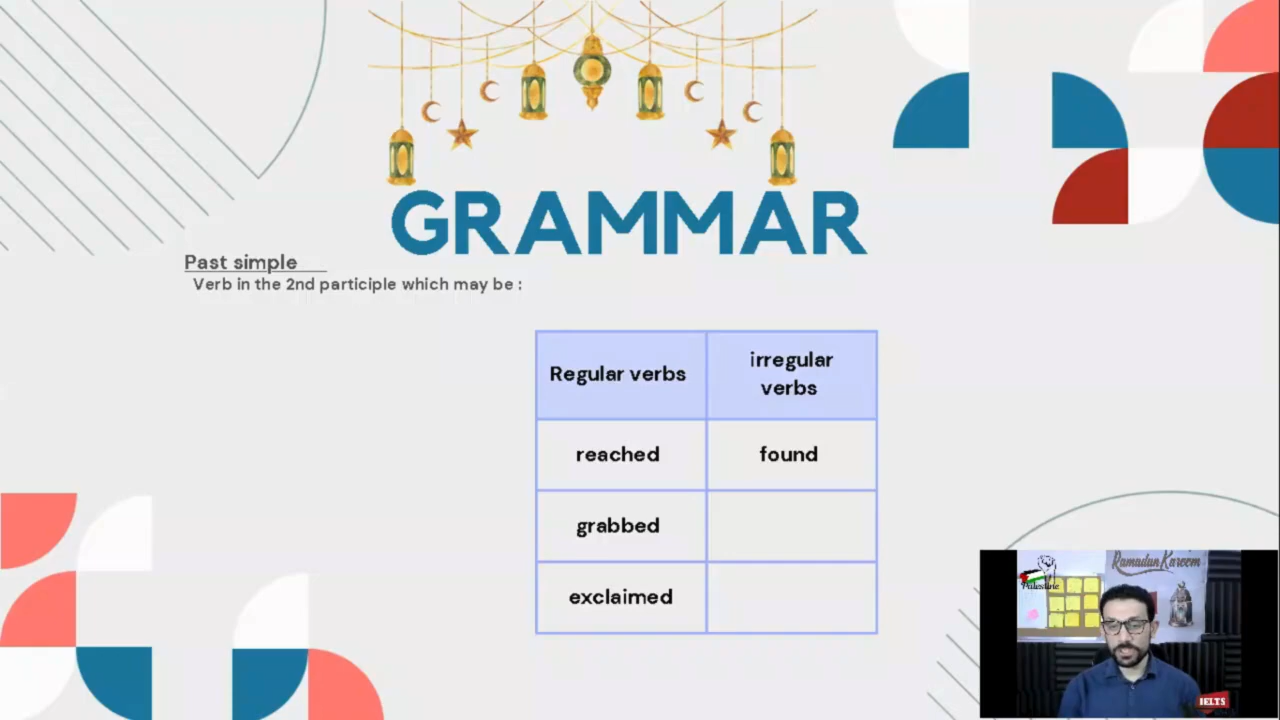 GRAMMAR
Past simple
Verb in the 2nd participle which may be :
Regular verbs
irregular
verbs
reached
found
grabbed
exclaimed
Ramadan Kareem
Palestine
IELTS